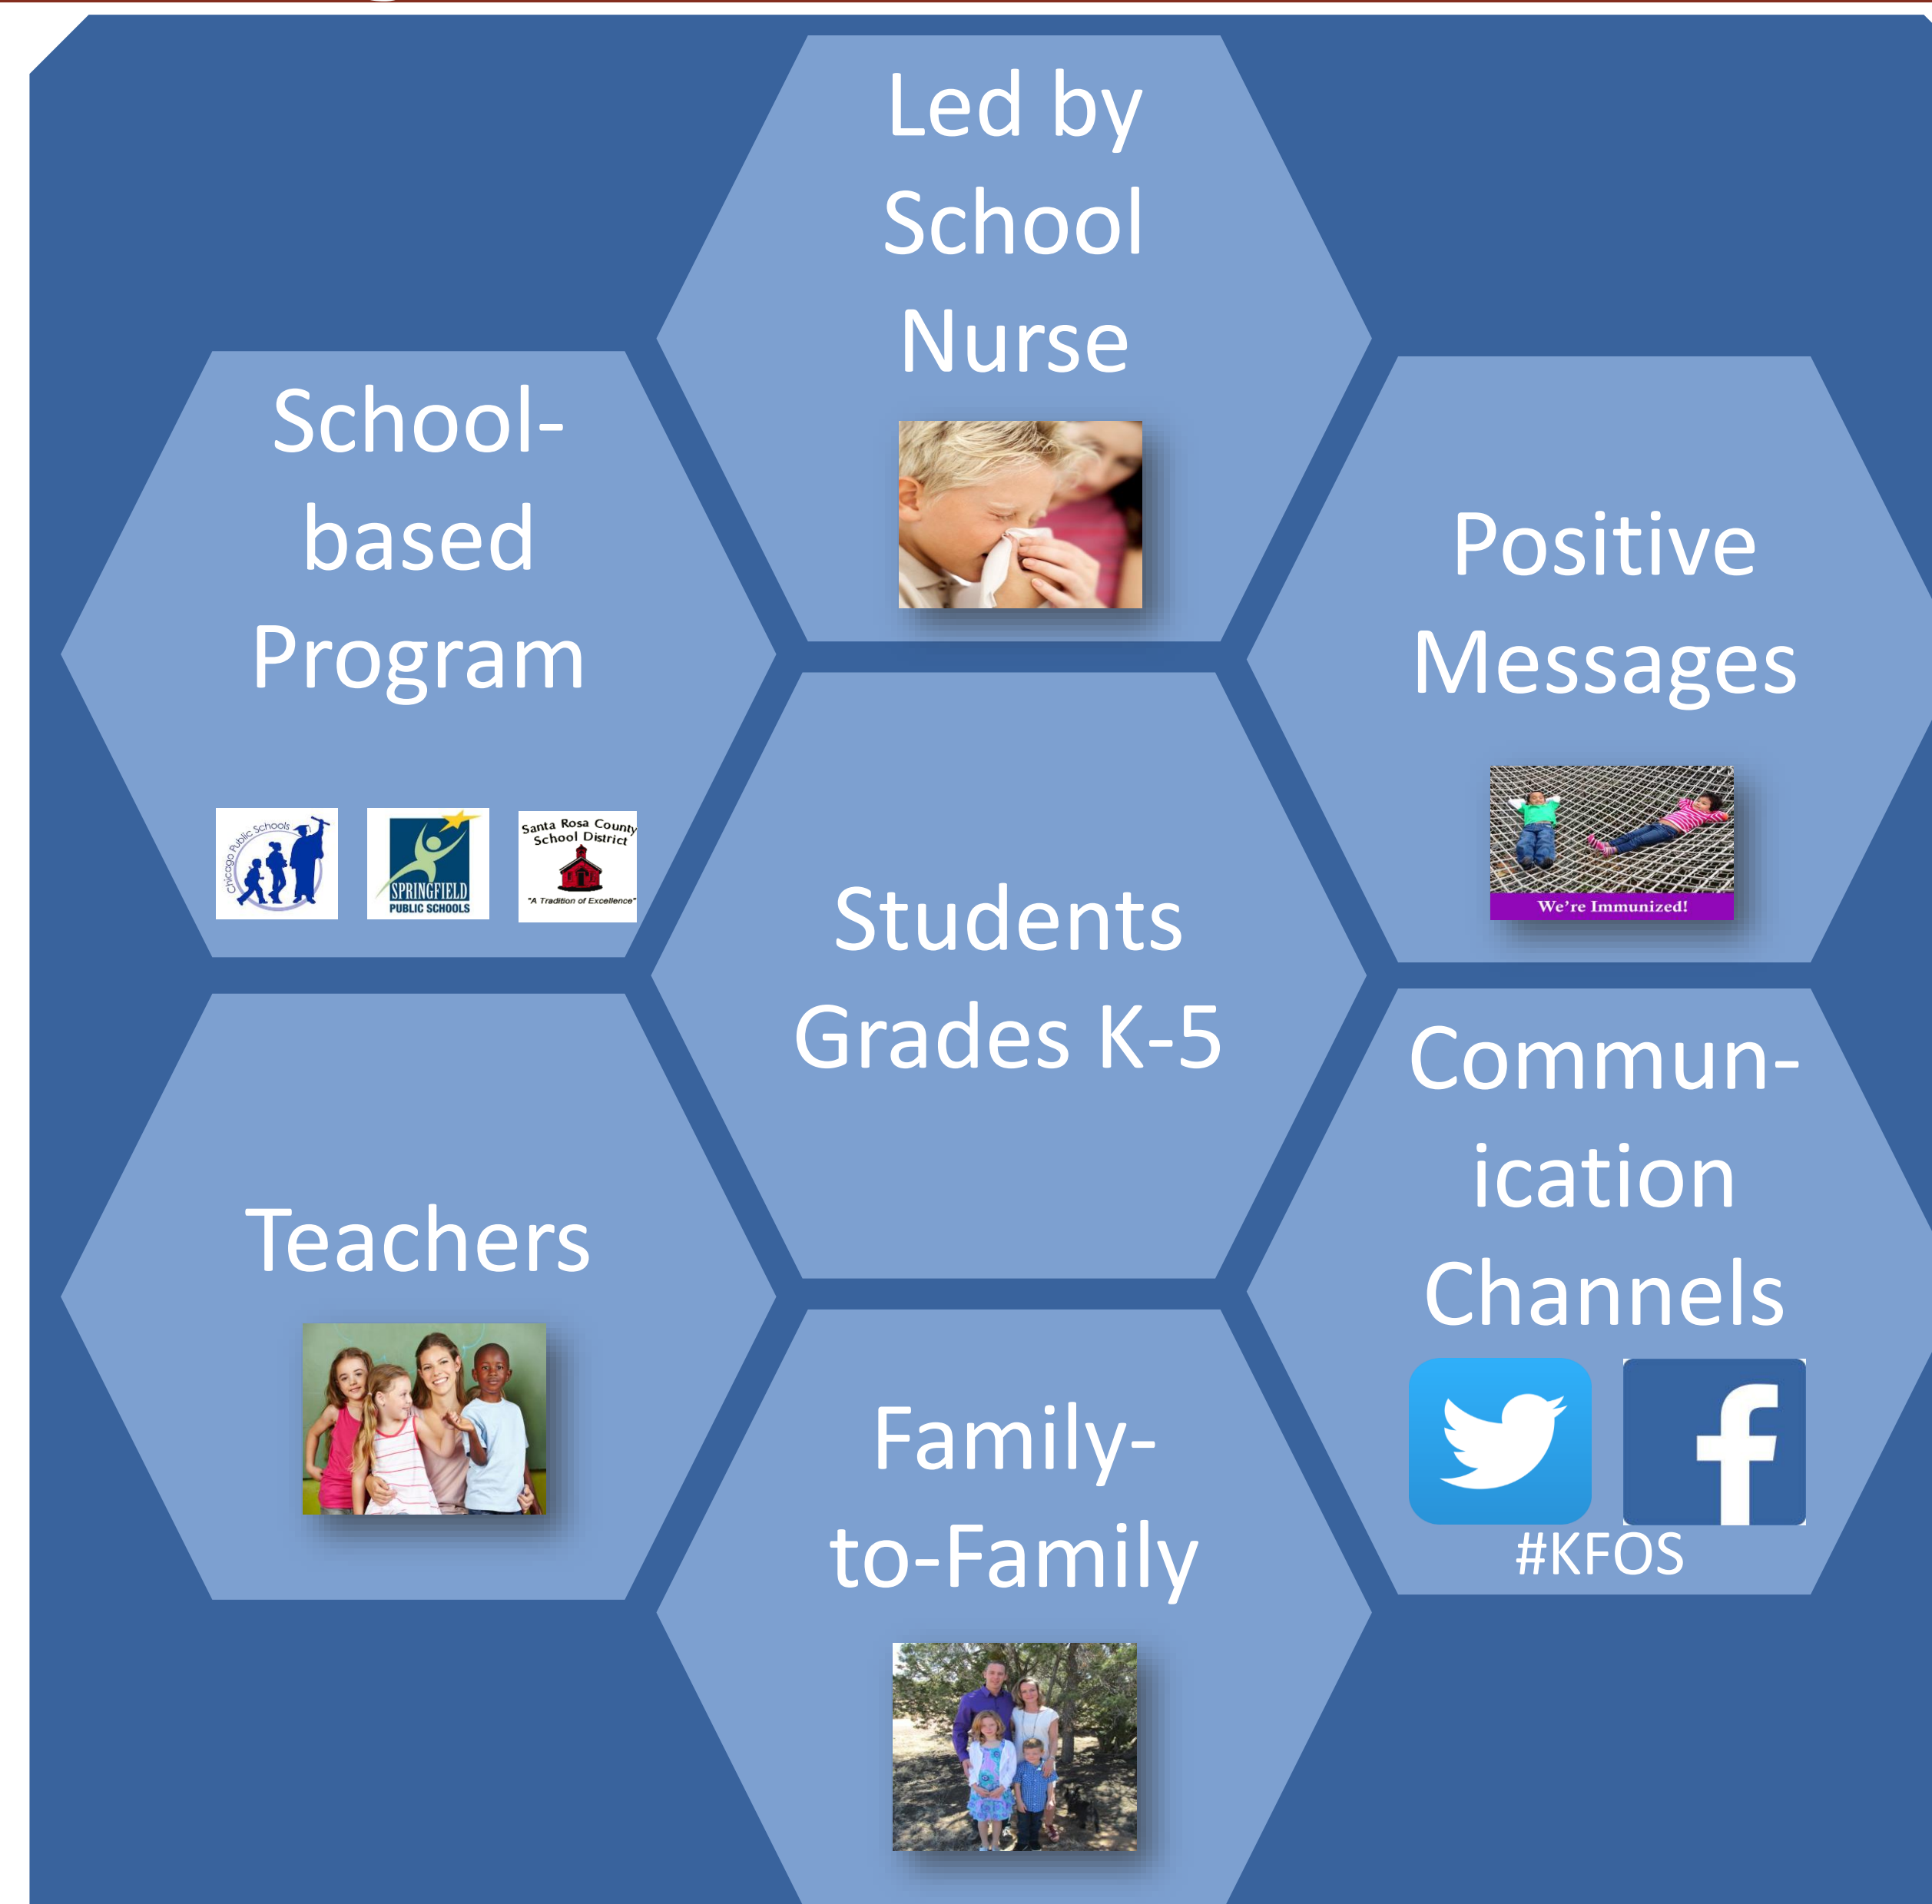 Led by
School
Nurse
School-
based
Program
Chicago Public Schools
SPRINGFIELD
PUBLIC SCHOOLS
Santa Rosa County
School District
"A Tradition of Excellence"
Positive
Messages
We're Immunized!
Students
Grades K-5
Teachers
Commun-
ication
Channels
#KFOS
Family-
to-Family